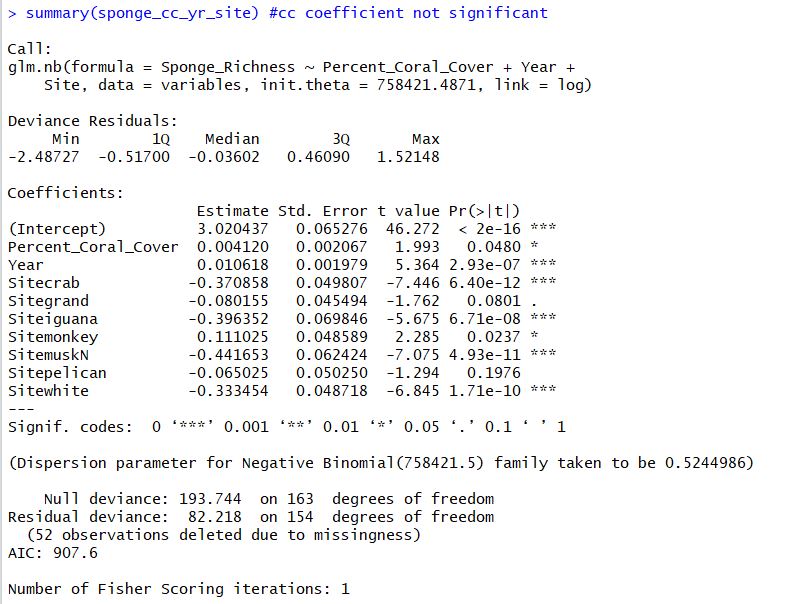 > summary(sponge_cc_yr_site) #cc coefficient not significant
Call:
glm.nb(formula = Sponge_Richness ~ Percent_Coral_Cover + Year +
    Site, data = variables, init.theta = 758421.4871, link = log)
Deviance Residuals:
     Min        1Q    Median        3Q       Max
-2.48727  -0.51700  -0.03602   0.46090   1.52148
Coefficients:
                     Estimate Std. Error t value Pr(>|t|)
(Intercept)          3.020437   0.065276  46.272  < 2e-16 ***
Percent_Coral_Cover  0.004120   0.002067   1.993   0.0480 *
Year                 0.010618   0.001979   5.364 2.93e-07 ***
Sitecrab            -0.370858   0.049807  -7.446 6.40e-12 ***
Sitegrand           -0.080155   0.045494  -1.762   0.0801 .
Siteiguana          -0.396352   0.069846  -5.675 6.71e-08 ***
Sitemonkey           0.111025   0.048589   2.285   0.0237 *
SitemuskN           -0.441653   0.062424  -7.075 4.93e-11 ***
Sitepelican         -0.065025   0.050250  -1.294   0.1976
Sitewhite           -0.333454   0.048718  -6.845 1.71e-10 ***
---
Signif. codes:  0 ‘***’ 0.001 ‘**’ 0.01 ‘*’ 0.05 ‘.’ 0.1 ‘ ’ 1
(Dispersion parameter for Negative Binomial(758421.5) family taken to be 0.5244986)
    Null deviance: 193.744  on 163  degrees of freedom
Residual deviance:  82.218  on 154  degrees of freedom
  (52 observations deleted due to missingness)
AIC: 907.6
Number of Fisher Scoring iterations: 1